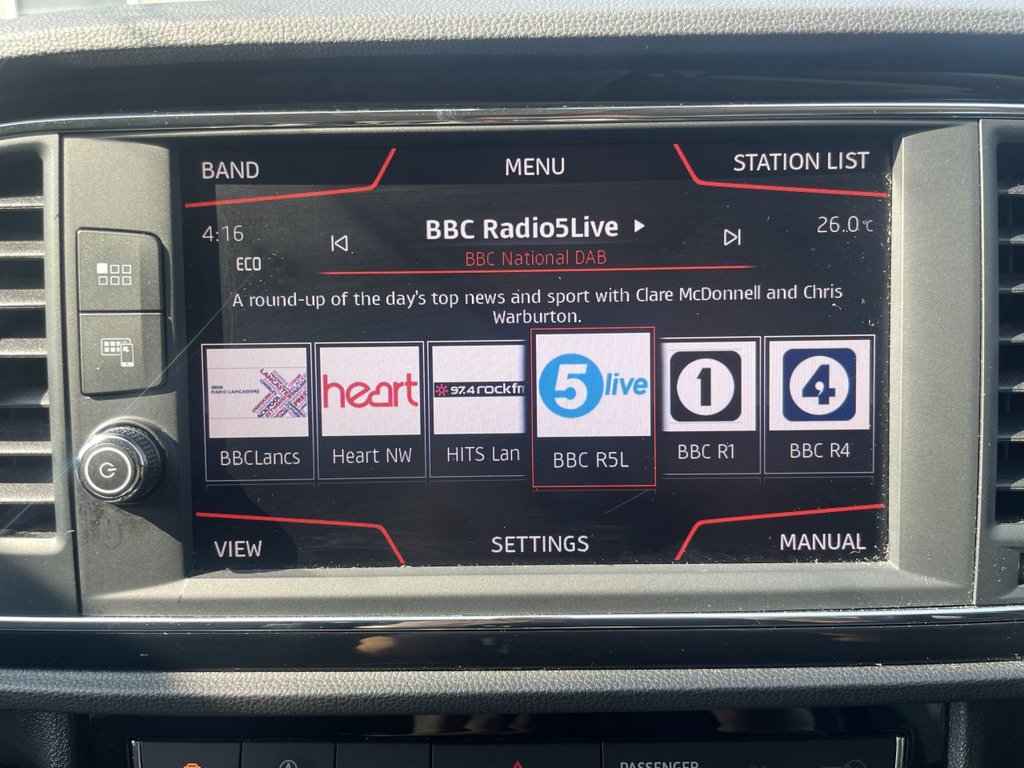 BAND
MENU
STATION LIST
4:16
BBC Radio5Live
26.0°C
ECO
BBC National DAB
A round-up of the day's top news and sport with Clare McDonnell and Chris
Warburton.
RADIO LANCASHIRE
heart
97.4 rockfm
5 live
1
4
BBCLancs
Heart NW
HITS Lan
BBC R5L
BBC R1
BBC R4
VIEW
SETTINGS
MANUAL
PASSENGER